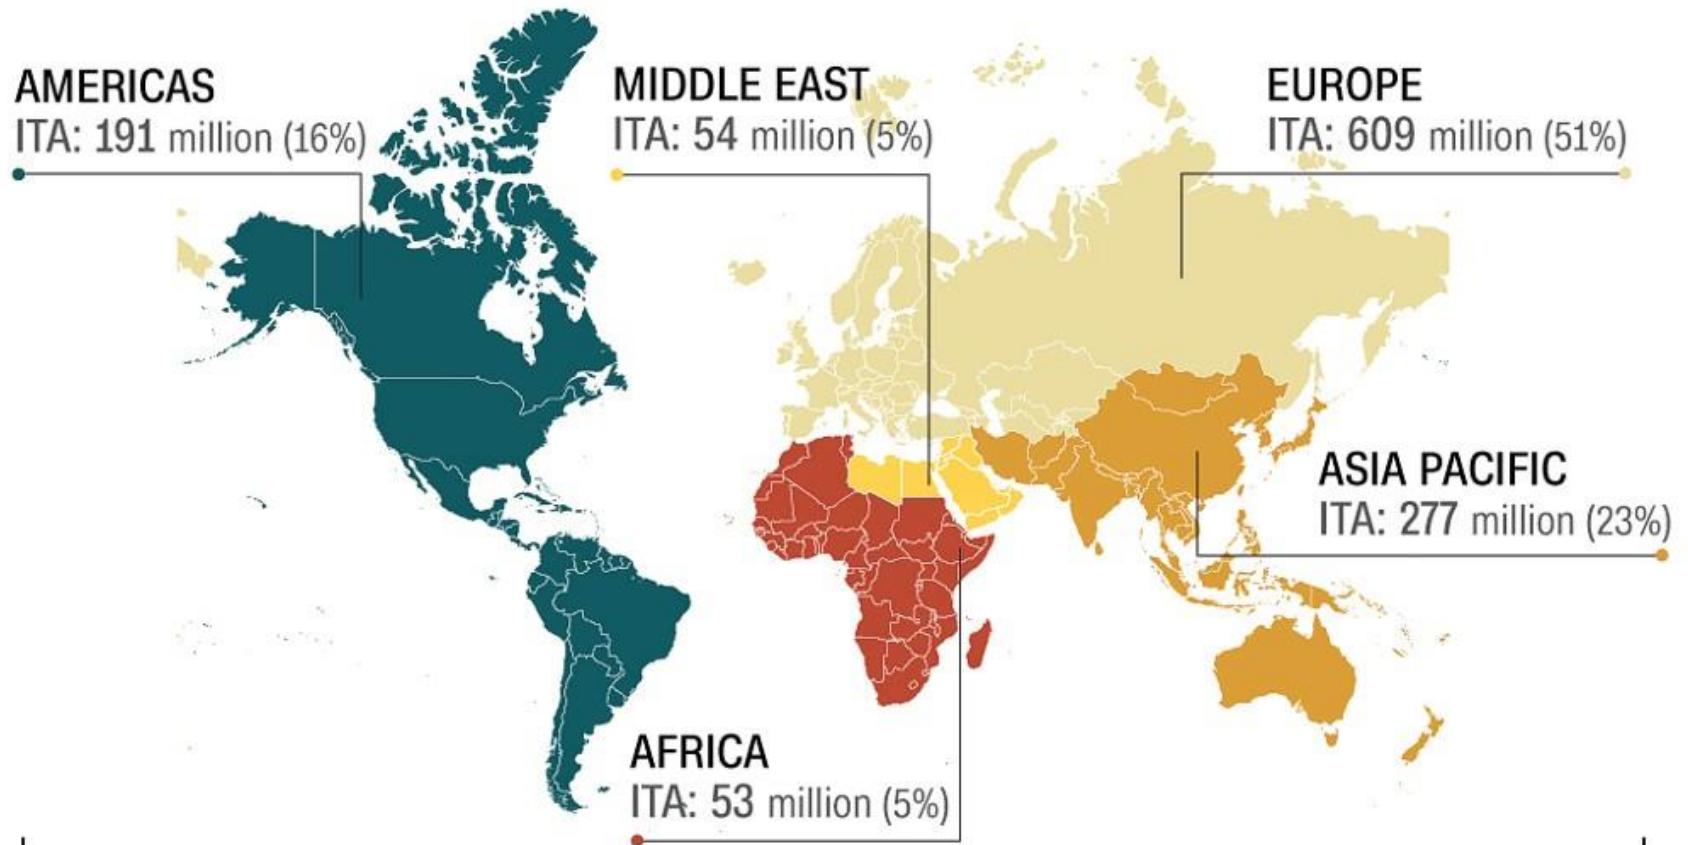 AMERICAS
ITA: 191 million (16%)
MIDDLE EAST
ITA: 54 million (5%)
EUROPE
ITA: 609 million (51%)
ASIA PACIFIC
ITA: 277 million (23%)
AFRICA
ITA: 53 million (5%)